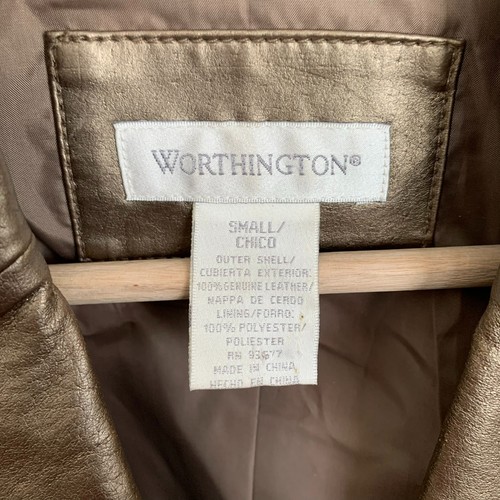 WORTHINGTON®
SMALL/
CHICO
OUTER SHELL/
CUBIERTA EXTERIOR:
100% GENUINE LEATHER/
NAPPA DE CERDO
LINING/FORRO:
100% POLYESTER/
POLIESTER
RN
MADE IN CHINA
HECHO EN CHINA